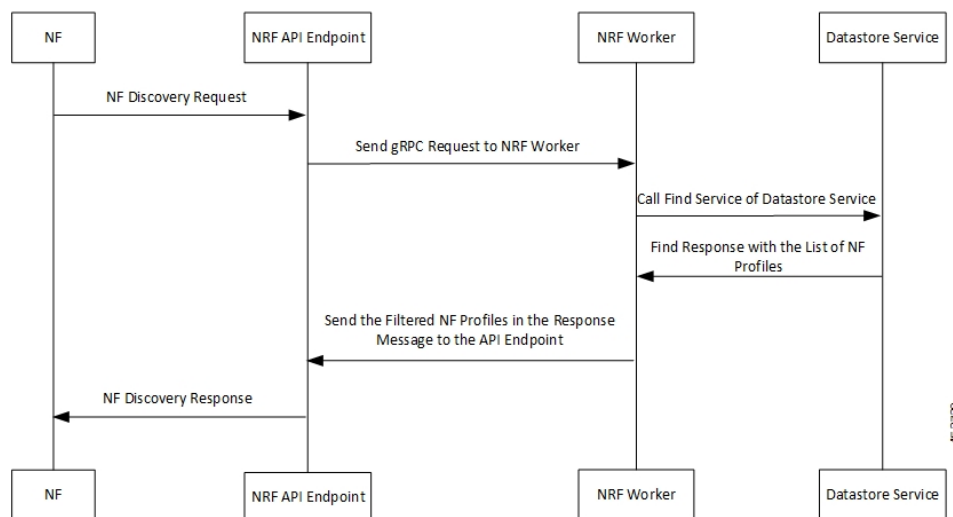 NF
NRF API Endpoint
NRF Worker
Datastore Service
NF Discovery Request
Send gRPC Request to NRF Worker
Call Find Service of Datastore Service
Find Response with the List of NF
Profiles
Send the Filtered NF Profiles in the Response
Message to the API Endpoint
NF Discovery Response
NF
NRF API Endpoint
NRF Worker
Datastore Service